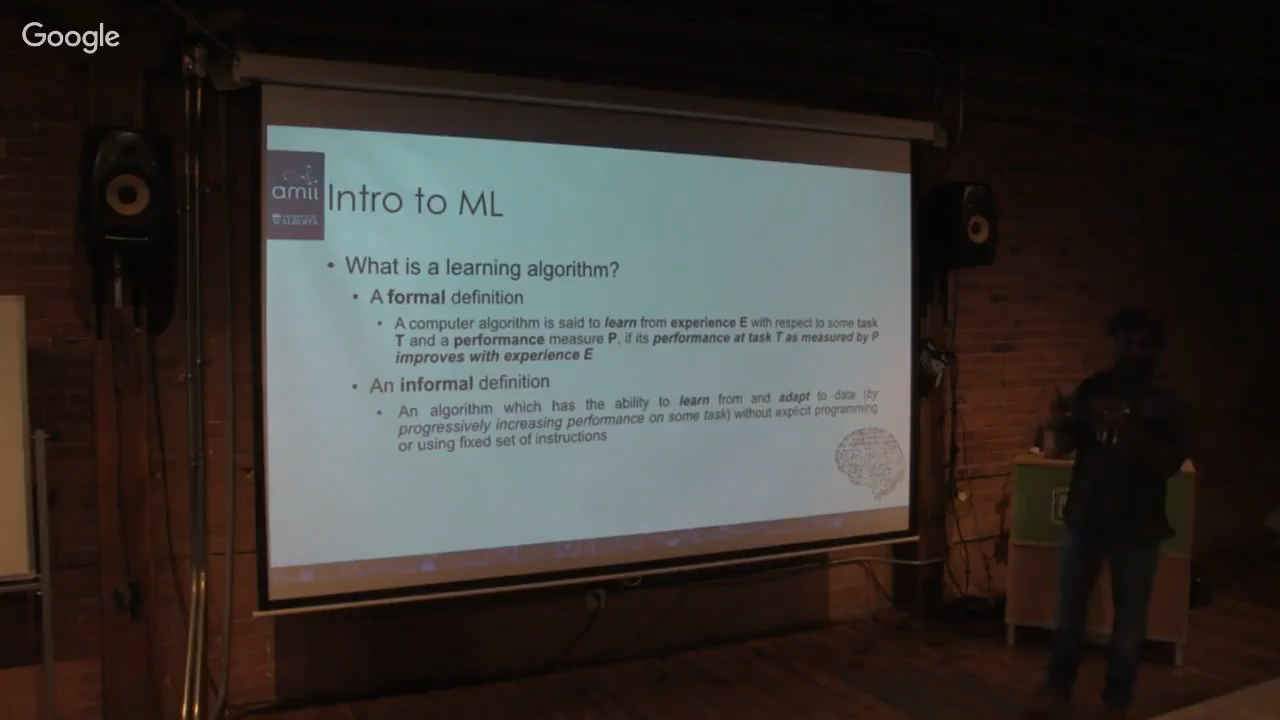 Google
amii
ALBERTA
Intro to ML
• What is a learning algorithm?
• A formal definition
• A computer algorithm is said to learn from experience E with respect to some task
T and a performance measure P, if its performance at task T as measured by P
improves with experience E
• An informal definition
• An algorithm which has the ability to learn from and adapt to data (by
progressively increasing performance on some task) without explicit programming
or using fixed set of instructions